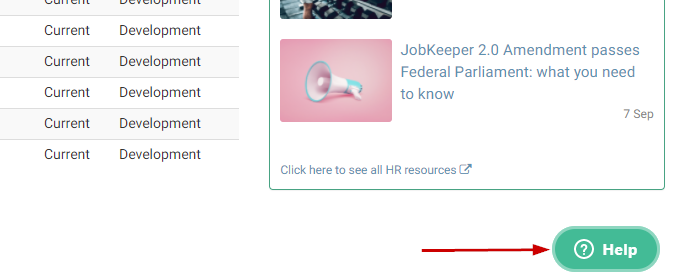 Current Development
Current Development
Current Development
Current Development
Current Development
Current Development
JobKeeper 2.0 Amendment passes
Federal Parliament: what you need
to know
7 Sep
Click here to see all HR resources
Help